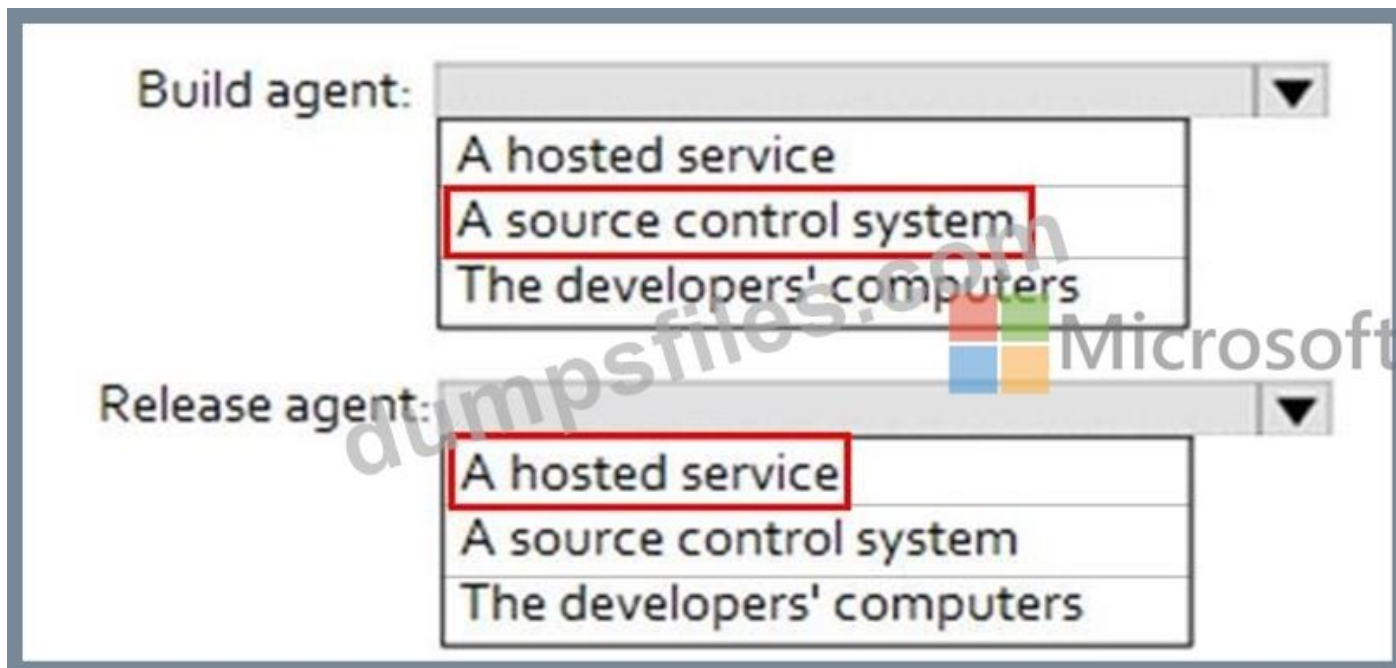 Build agent:
A hosted service
A source control system
The developers' computers
dumpsfiles.com
Microsoft
Release agent:
A hosted service
A source control system
The developers' computers